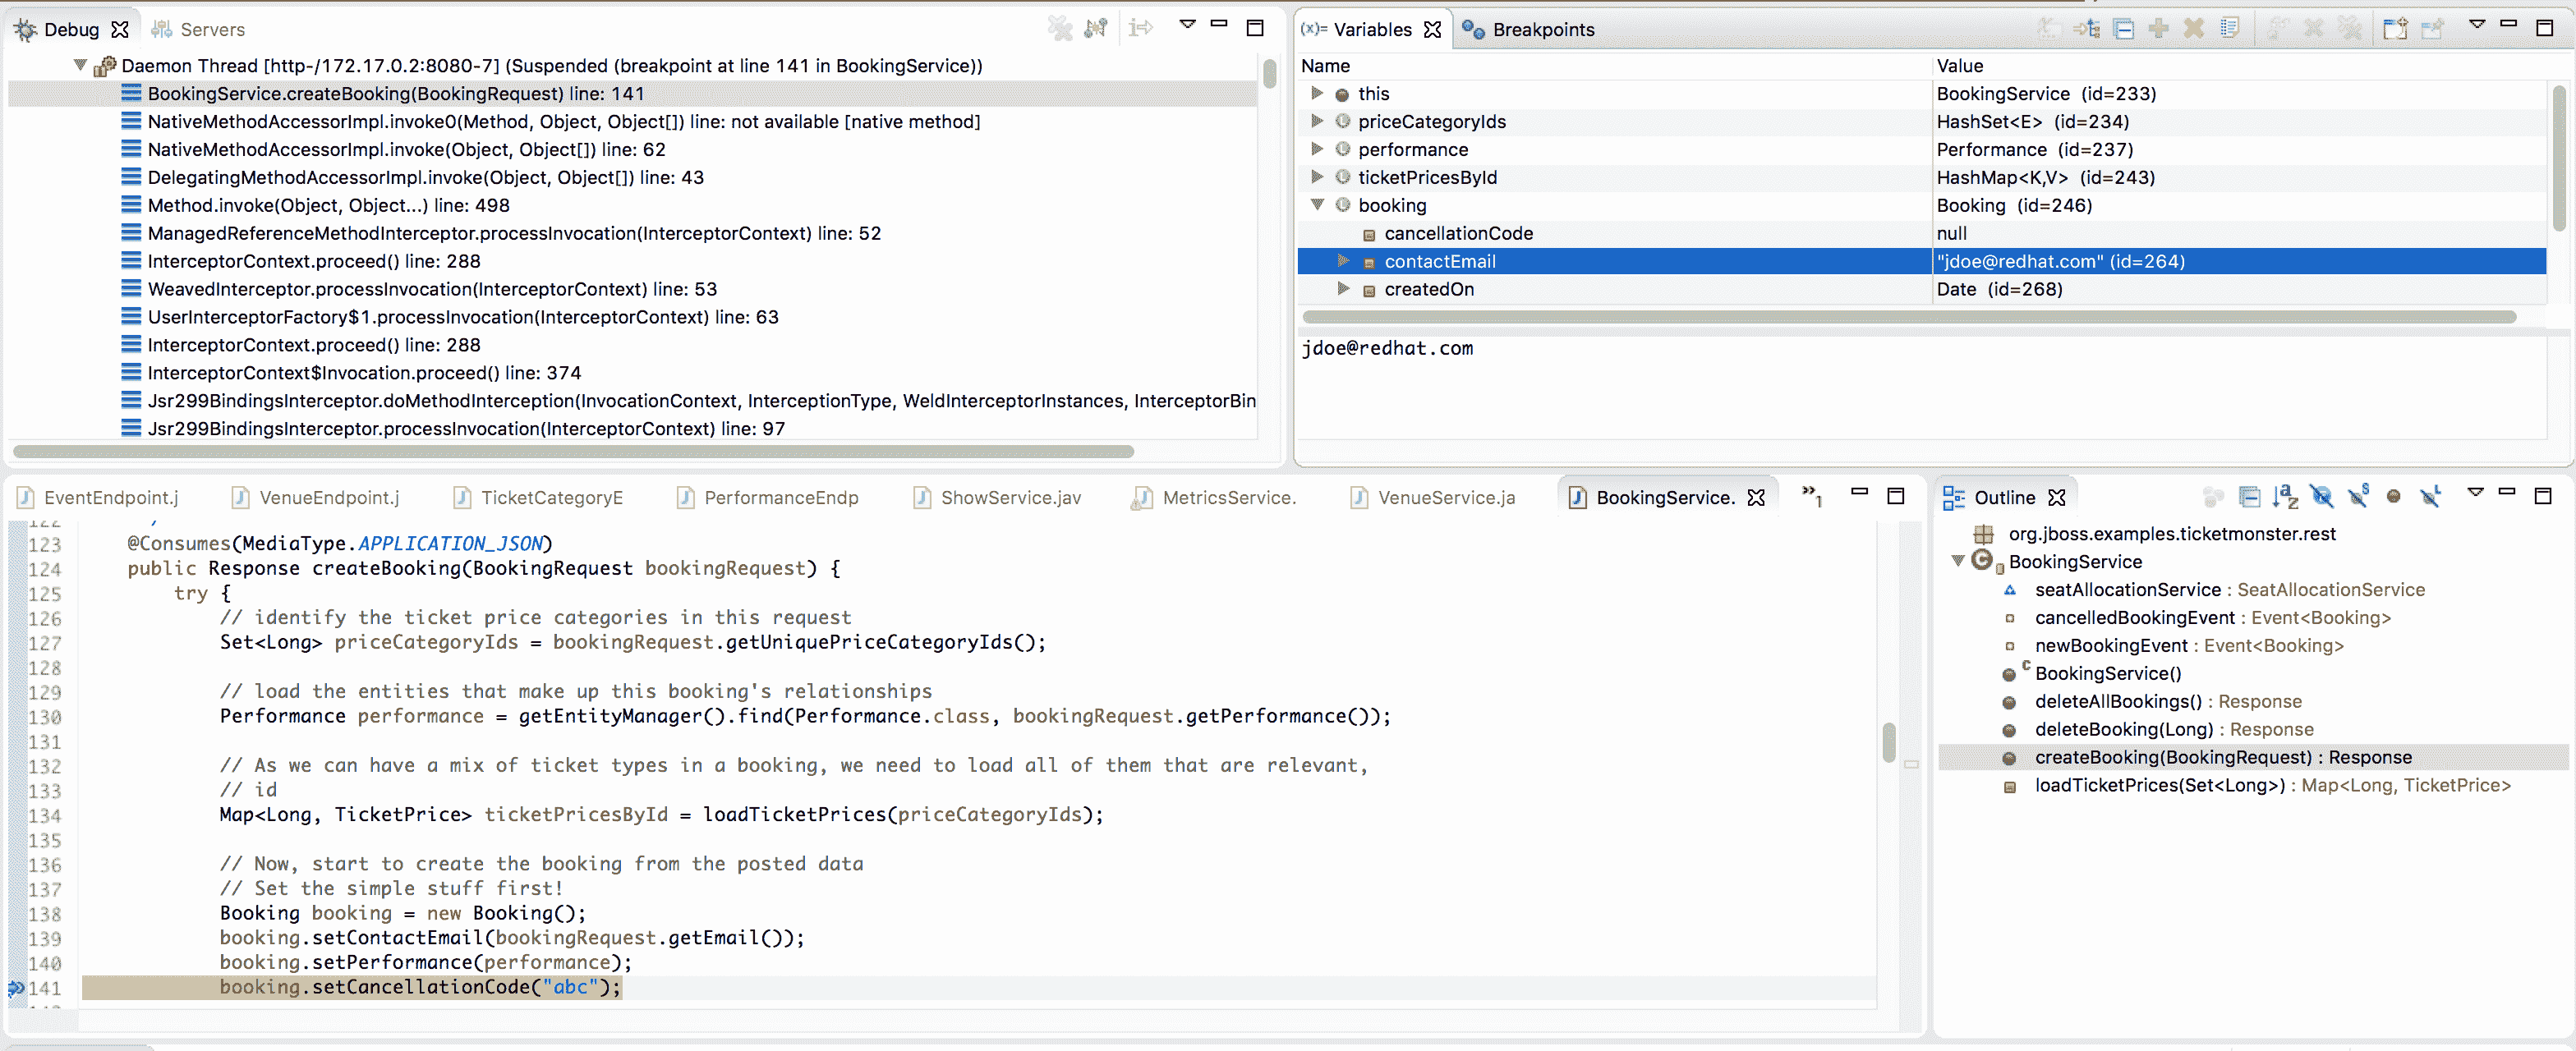 Debug
Servers
Daemon Thread [http-/172.17.0.2:8080-7] (Suspended (breakpoint at line 141 in BookingService))
BookingService.createBooking(BookingRequest) line: 141
NativeMethodAccessorImpl.invoke0(Method, Object, Object[]) line: not available [native method]
NativeMethodAccessorImpl.invoke(Object, Object[]) line: 62
DelegatingMethodAccessorImpl.invoke(Object, Object[]) line: 43
Method.invoke(Object, Object...) line: 498
ManagedReferenceMethodInterceptor.processInvocation(InterceptorContext) line: 52
InterceptorContext.proceed() line: 288
WeavedInterceptor.processInvocation(InterceptorContext) line: 53
UserInterceptorFactory$1.processInvocation(InterceptorContext) line: 63
InterceptorContext.proceed() line: 288
InterceptorContext$Invocation.proceed() line: 374
Jsr299BindingsInterceptor.doMethodInterception(InvocationContext, InterceptionType, WeldInterceptorInstances, InterceptorBin
Jsr299BindingsInterceptor.processInvocation(InterceptorContext) line: 97
(x)= Variables
Breakpoints
Name Value
this BookingService (id=233)
priceCategoryIds HashSet<E> (id=234)
performance Performance (id=237)
ticketPricesById HashMap<K,V> (id=243)
booking Booking (id=246)
cancellationCode null
contactEmail "jdoe@redhat.com" (id=264)
createdOn Date (id=268)
jdoe@redhat.com
EventEndpoint.j
VenueEndpoint.j
TicketCategoryE
PerformanceEndp
ShowService.jav
MetricsService.
VenueService.ja
BookingService.
»1
122 */
123 @Consumes(MediaType.APPLICATION_JSON)
124 public Response createBooking(BookingRequest bookingRequest) {
125 try {
126 // identify the ticket price categories in this request
127 Set<Long> priceCategoryIds = bookingRequest.getUniquePriceCategoryIds();
128
129 // load the entities that make up this booking's relationships
130 Performance performance = getEntityManager().find(Performance.class, bookingRequest.getPerformance());
131
132 // As we can have a mix of ticket types in a booking, we need to load all of them that are relevant,
133 // id
134 Map<Long, TicketPrice> ticketPricesById = loadTicketPrices(priceCategoryIds);
135
136 // Now, start to create the booking from the posted data
137 // Set the simple stuff first!
138 Booking booking = new Booking();
139 booking.setContactEmail(bookingRequest.getEmail());
140 booking.setPerformance(performance);
141 booking.setCancellationCode("abc");
Outline
org.jboss.examples.ticketmonster.rest
BookingService
seatAllocationService : SeatAllocationService
cancelledBookingEvent : Event<Booking>
newBookingEvent : Event<Booking>
BookingService()
deleteAllBookings() : Response
deleteBooking(Long) : Response
createBooking(BookingRequest) : Response
loadTicketPrices(Set<Long>) : Map<Long, TicketPrice>